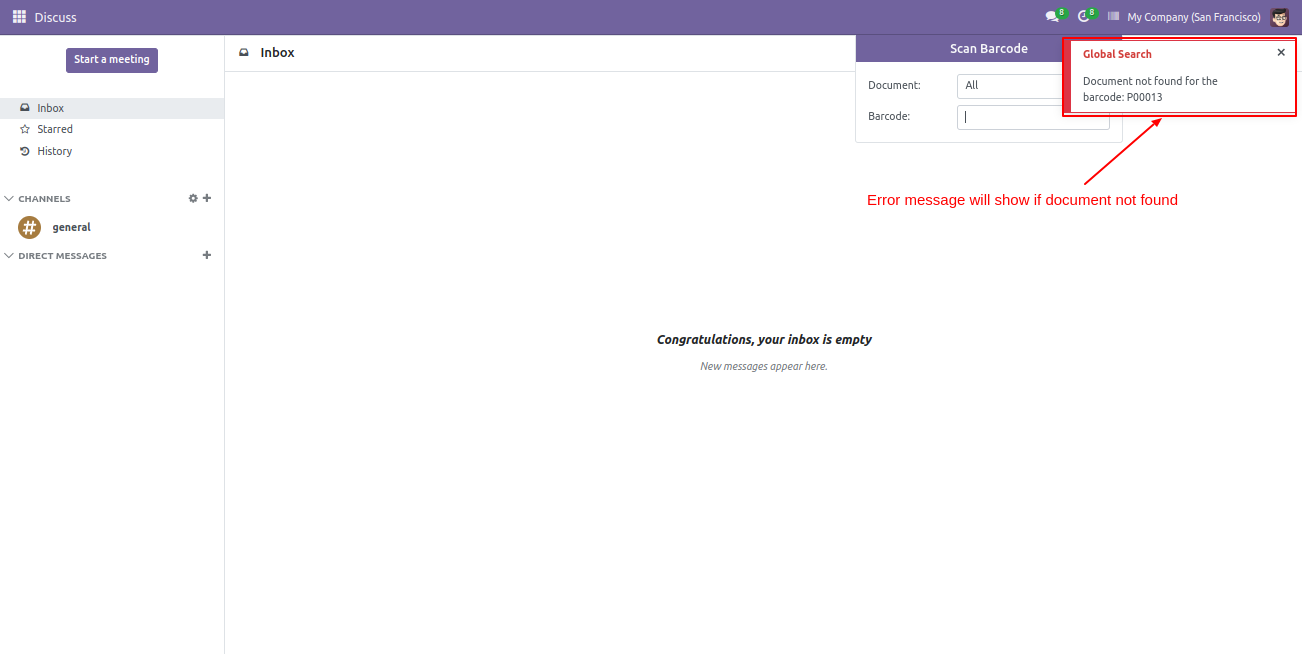 Discuss
8
8
My Company (San Francisco)
Start a meeting
Inbox
Starred
History
CHANNELS
general
DIRECT MESSAGES
Inbox
Scan Barcode
Document:
All
Barcode:
Global Search
Document not found for the
barcode: P00013
Error message will show if document not found
Congratulations, your inbox is empty
New messages appear here.